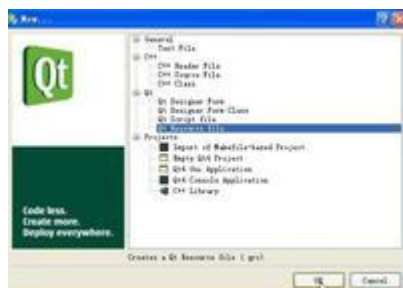 New...
General
Text File
C++
C++ Header File
C++ Source File
C++ Class
Qt
Qt Designer Form
Qt Designer Form Class
Qt Script file
Qt Resource file
Projects
Import of Makefile-based Project
Empty Qt4 Project
Qt4 Gui Application
Qt4 Console Application
C++ Library
Qt
Code less.
Create more.
Deploy everywhere.
Creates a Qt Resource file (.qrc)
OK
Cancel